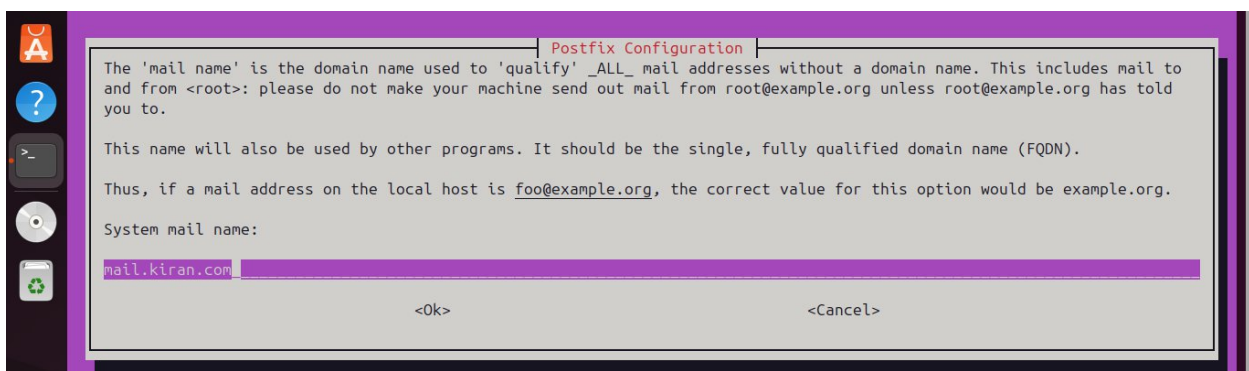 Postfix Configuration
The 'mail name' is the domain name used to 'qualify' _ALL_ mail addresses without a domain name. This includes mail to
and from <root>: please do not make your machine send out mail from root@example.org unless root@example.org has told
you to.
This name will also be used by other programs. It should be the single, fully qualified domain name (FQDN).
Thus, if a mail address on the local host is foo@example.org, the correct value for this option would be example.org.
System mail name:
mail.kiran.com
<Ok> <Cancel>